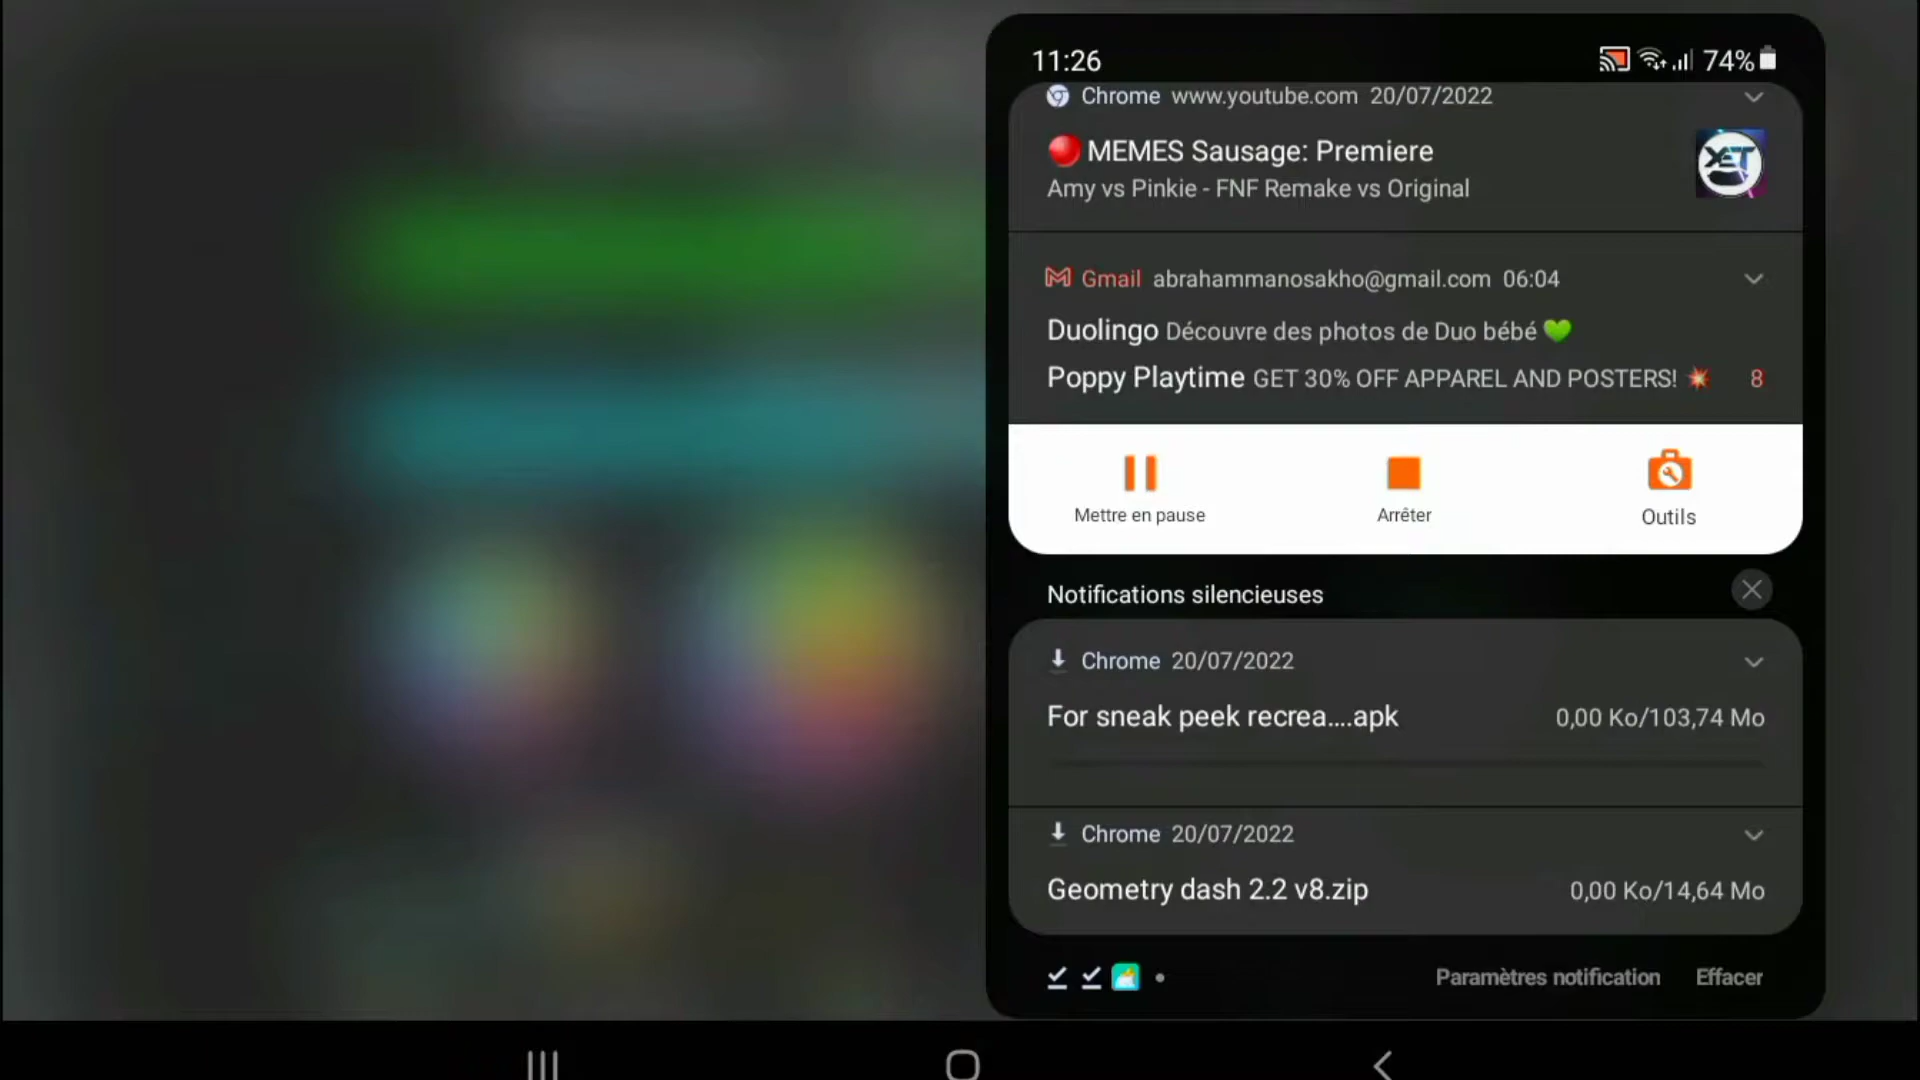 11:26 74%
Chrome www.youtube.com 20/07/2022
MEMES Sausage: Premiere
Amy vs Pinkie - FNF Remake vs Original
XET
Gmail abrahammanosakho@gmail.com 06:04
Duolingo Découvre des photos de Duo bébé 💚
Poppy Playtime GET 30% OFF APPAREL AND POSTERS! 💥 8
Mettre en pause Arrêter Outils
Notifications silencieuses
Chrome 20/07/2022
For sneak peek recrea....apk 0,00 Ko/103,74 Mo
Chrome 20/07/2022
Geometry dash 2.2 v8.zip 0,00 Ko/14,64 Mo
Paramètres notification Effacer